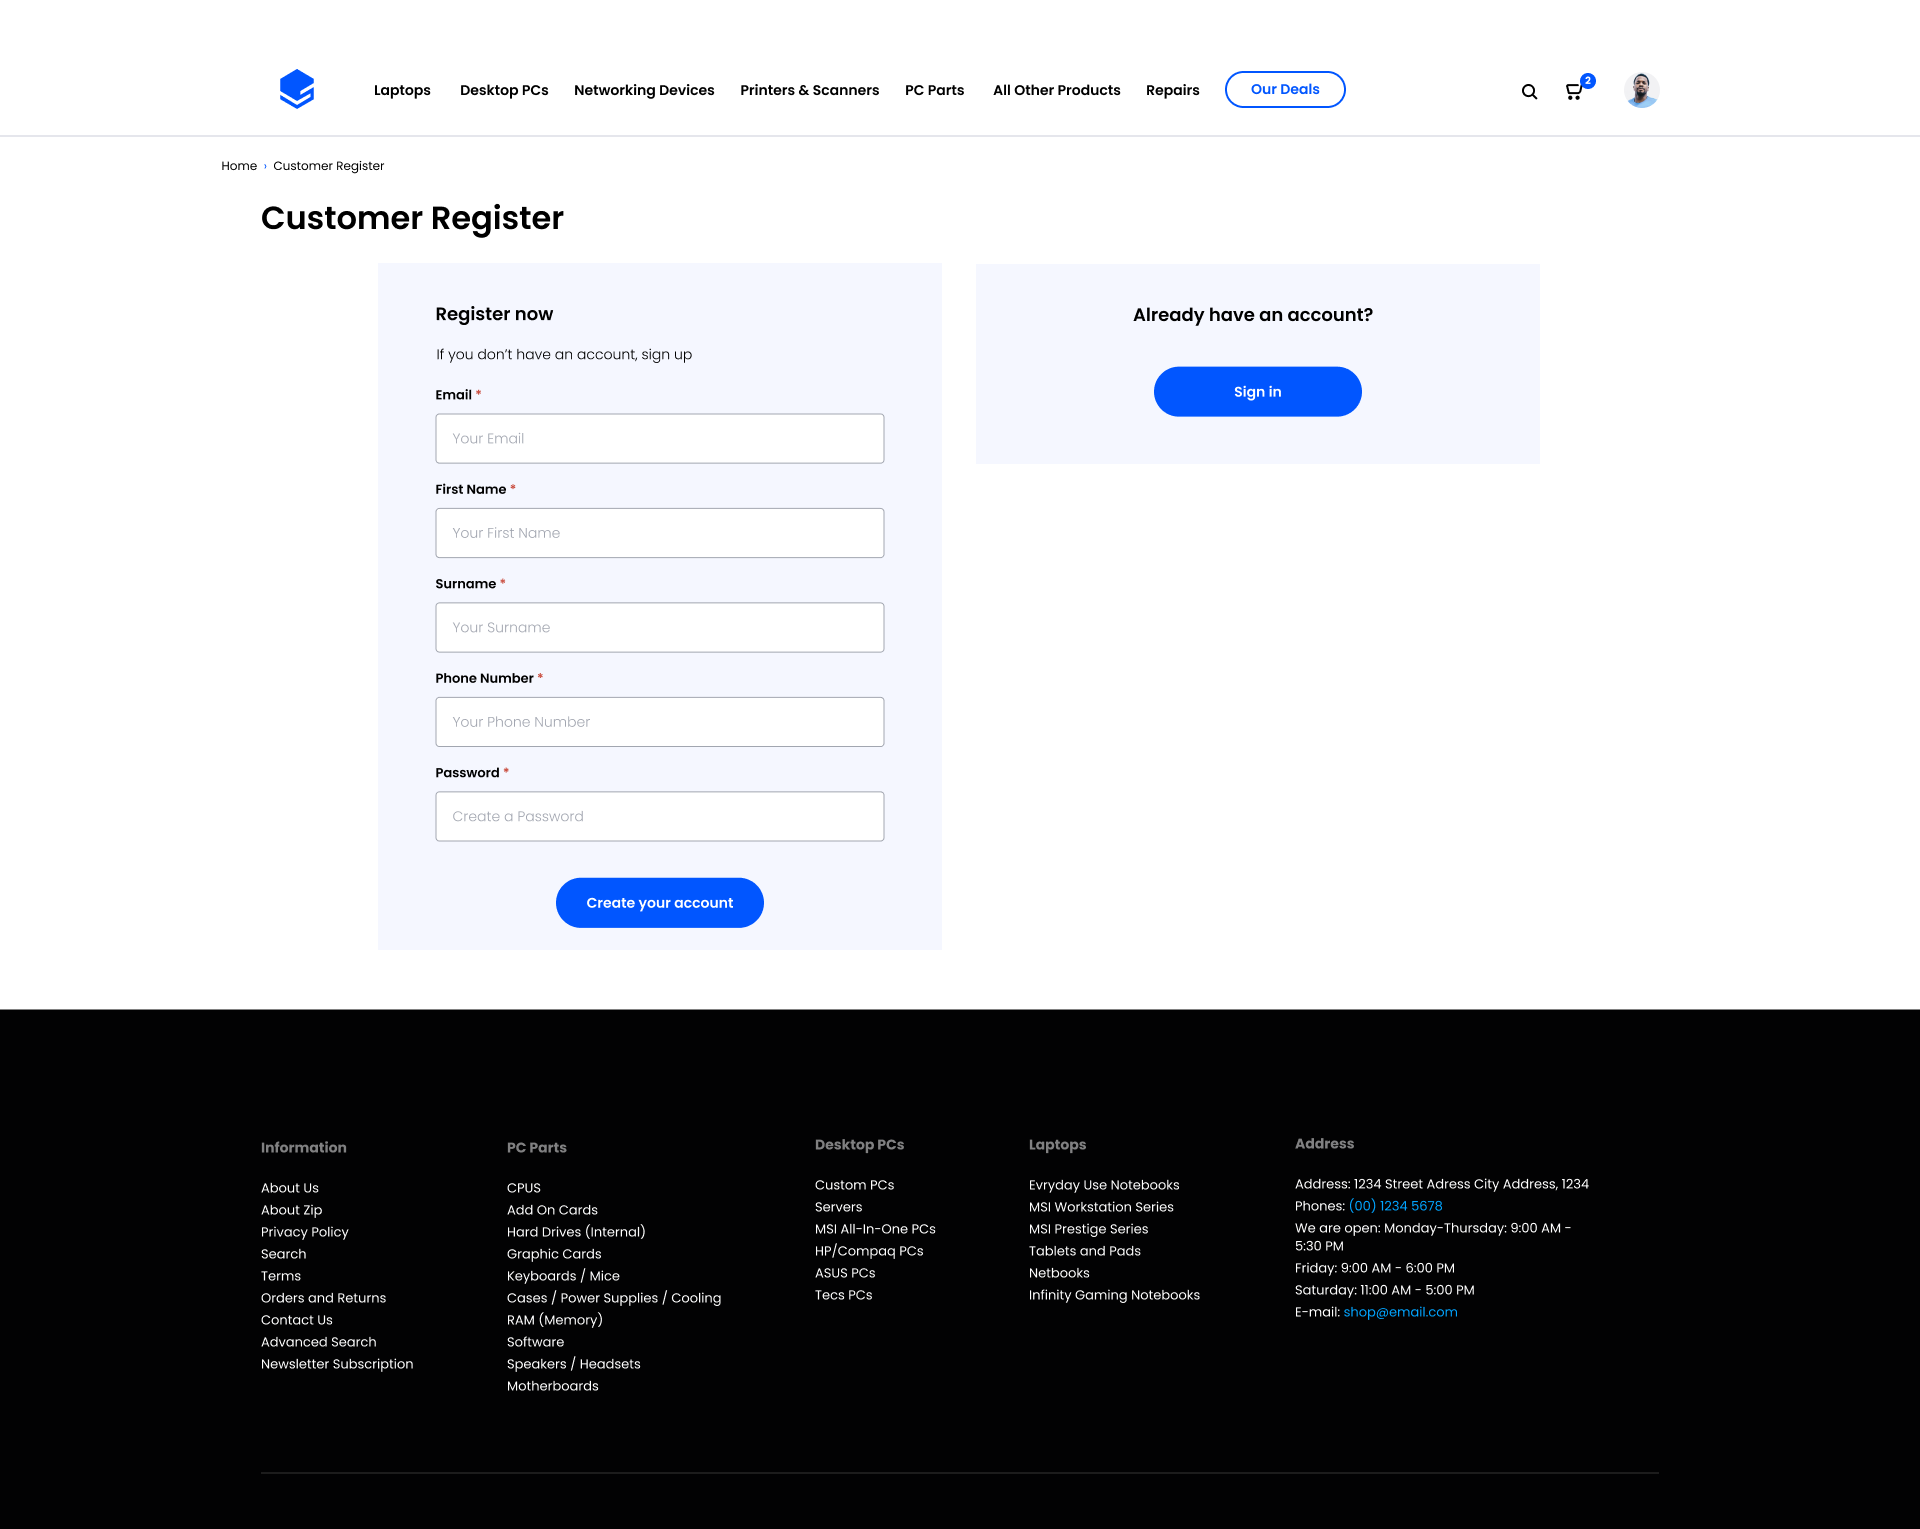 Laptops
Desktop PCs
Networking Devices
Printers & Scanners
PC Parts
All Other Products
Repairs
Our Deals
2
Home › Customer Register
Customer Register
Register now
If you don’t have an account, sign up
Email *
Your Email
First Name *
Your First Name
Surname *
Your Surname
Phone Number *
Your Phone Number
Password *
Create a Password
Create your account
Already have an account?
Sign in
Information
About Us
About Zip
Privacy Policy
Search
Terms
Orders and Returns
Contact Us
Advanced Search
Newsletter Subscription
PC Parts
CPUS
Add On Cards
Hard Drives (Internal)
Graphic Cards
Keyboards / Mice
Cases / Power Supplies / Cooling
RAM (Memory)
Software
Speakers / Headsets
Motherboards
Desktop PCs
Custom PCs
Servers
MSI All-In-One PCs
HP/Compaq PCs
ASUS PCs
Tecs PCs
Laptops
Evryday Use Notebooks
MSI Workstation Series
MSI Prestige Series
Tablets and Pads
Netbooks
Infinity Gaming Notebooks
Address
Address: 1234 Street Adress City Address, 1234
Phones: (00) 1234 5678
We are open: Monday-Thursday: 9:00 AM -
5:30 PM
Friday: 9:00 AM - 6:00 PM
Saturday: 11:00 AM - 5:00 PM
E-mail: shop@email.com